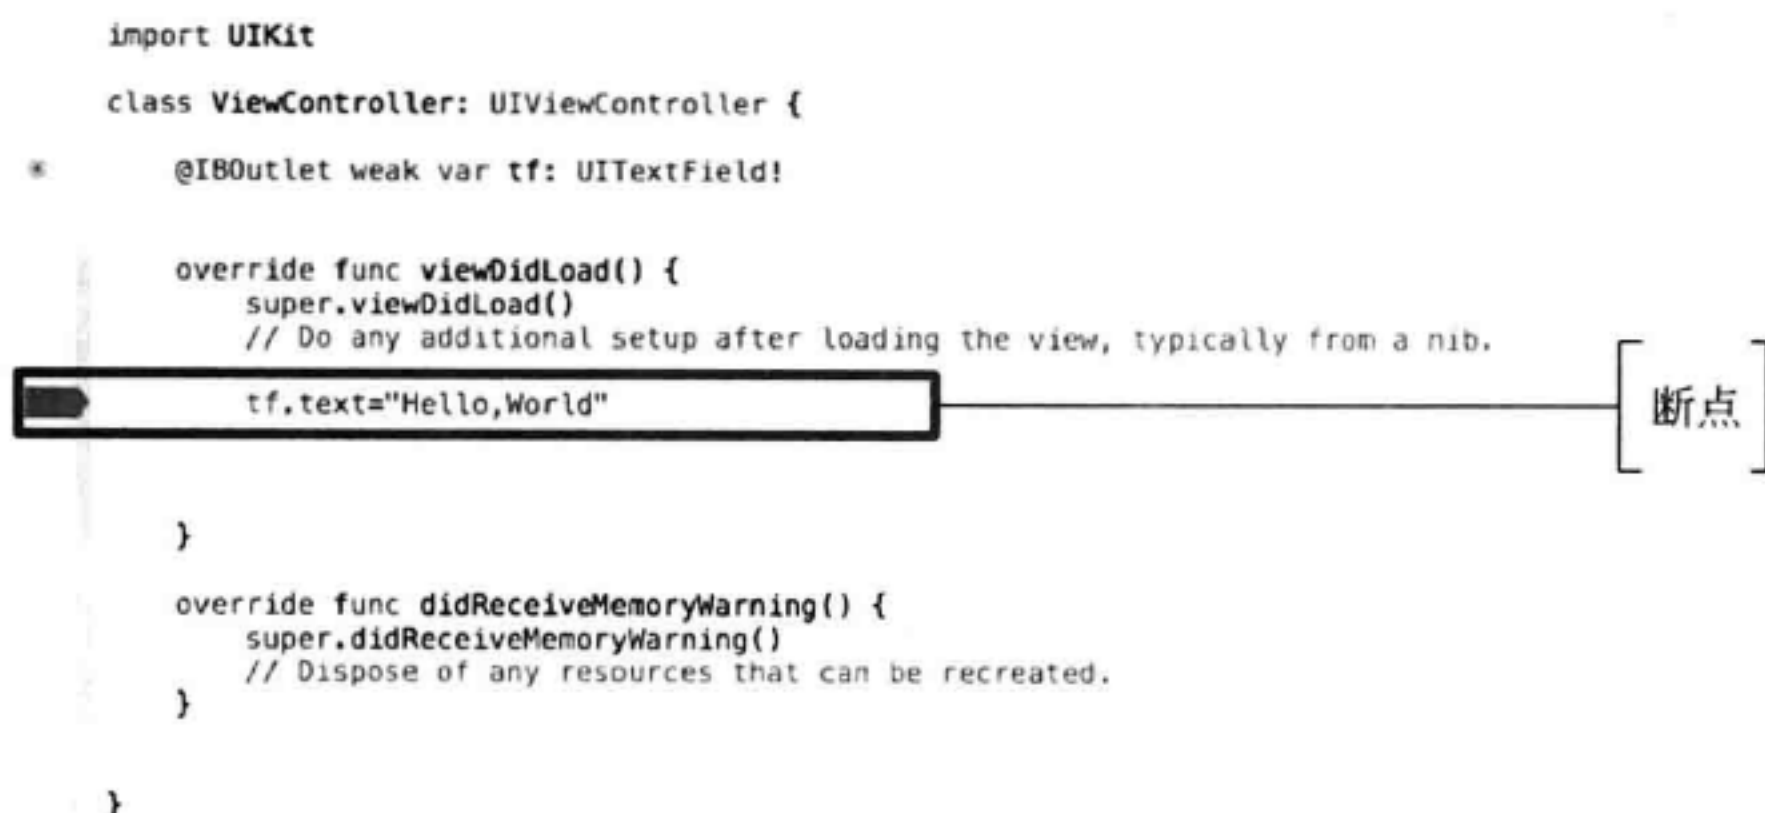 import UIKit
class ViewController: UIViewController {
@IBOutlet weak var tf: UITextField!
override func viewDidLoad() {
super.viewDidLoad()
// Do any additional setup after loading the view, typically from a nib.
tf.text="Hello,World"
断点
}
override func didReceiveMemoryWarning() {
super.didReceiveMemoryWarning()
// Dispose of any resources that can be recreated.
}
}